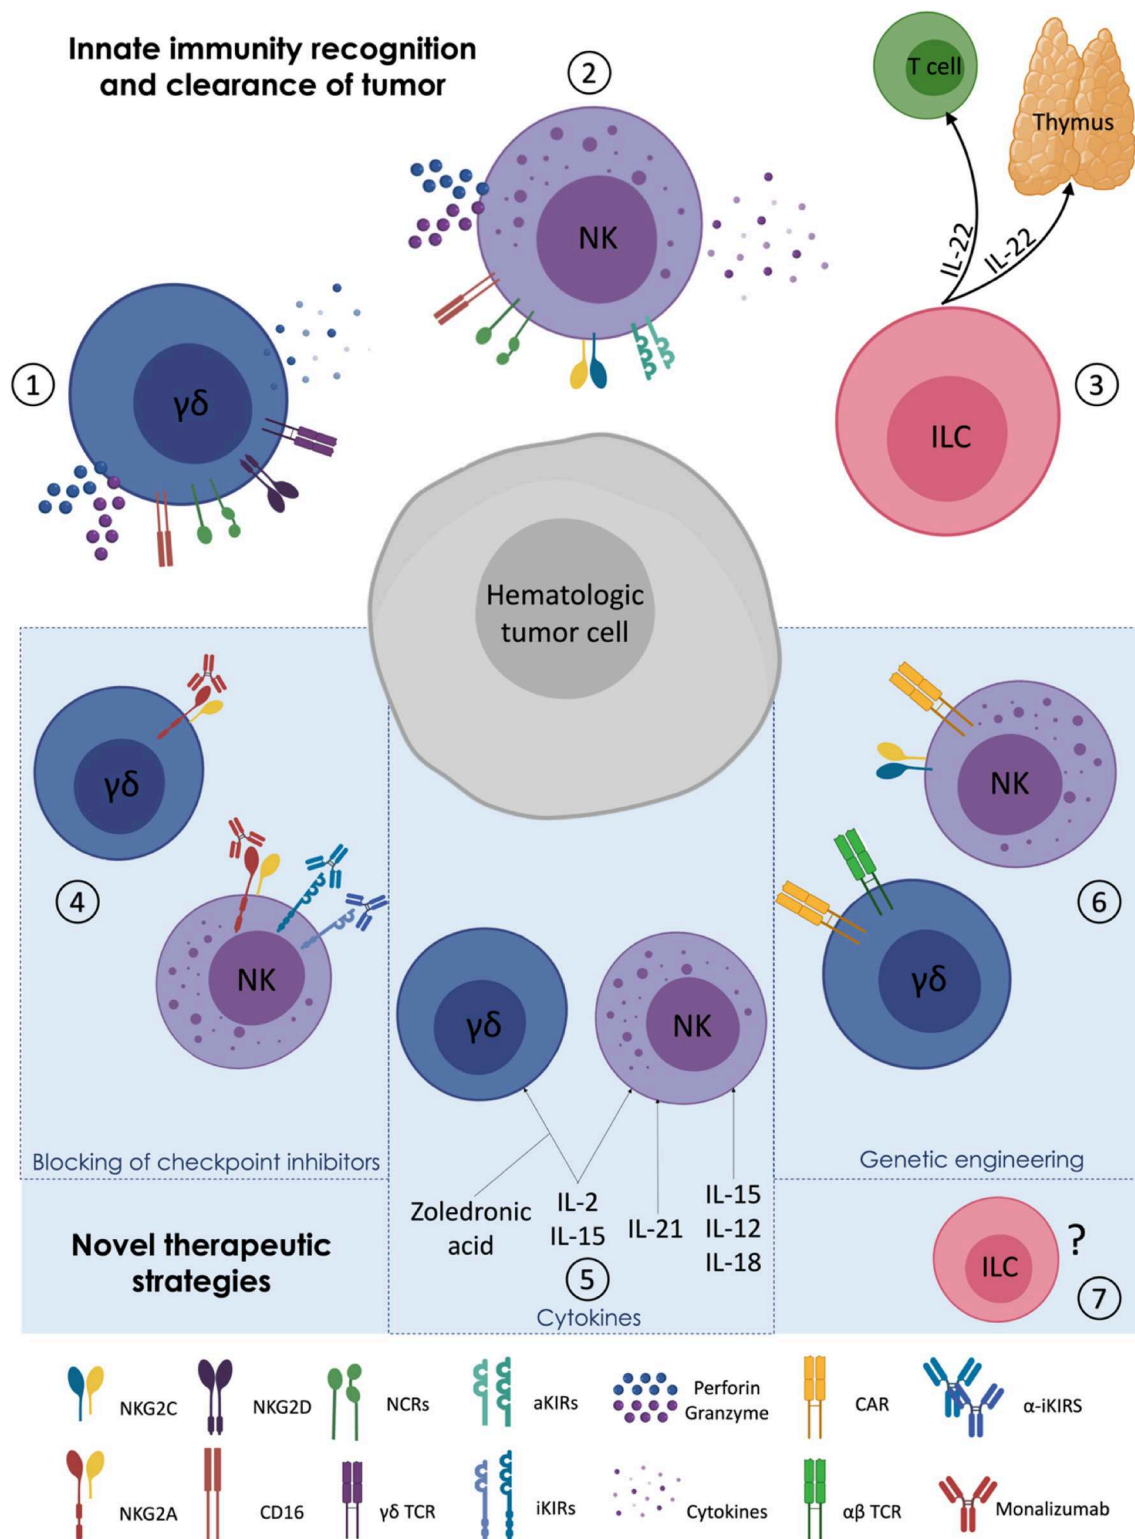 Innate immunity recognition
and clearance of tumor
2
T cell
Thymus
IL-22
IL-22
NK
1
γδ
3
ILC
Hematologic
tumor cell
γδ
4
NK
NK
6
γδ
γδ
NK
Blocking of checkpoint inhibitors
Genetic engineering
Zoledronic
acid
IL-2
IL-15
IL-21
IL-15
IL-12
IL-18
5
Cytokines
Novel therapeutic
strategies
ILC
?
7
NKG2C
NKG2D
NCRs
aKIRs
Perforin
Granzyme
CAR
α-iKIRS
NKG2A
CD16
γδ TCR
iKIRs
Cytokines
αβ TCR
Monalizumab